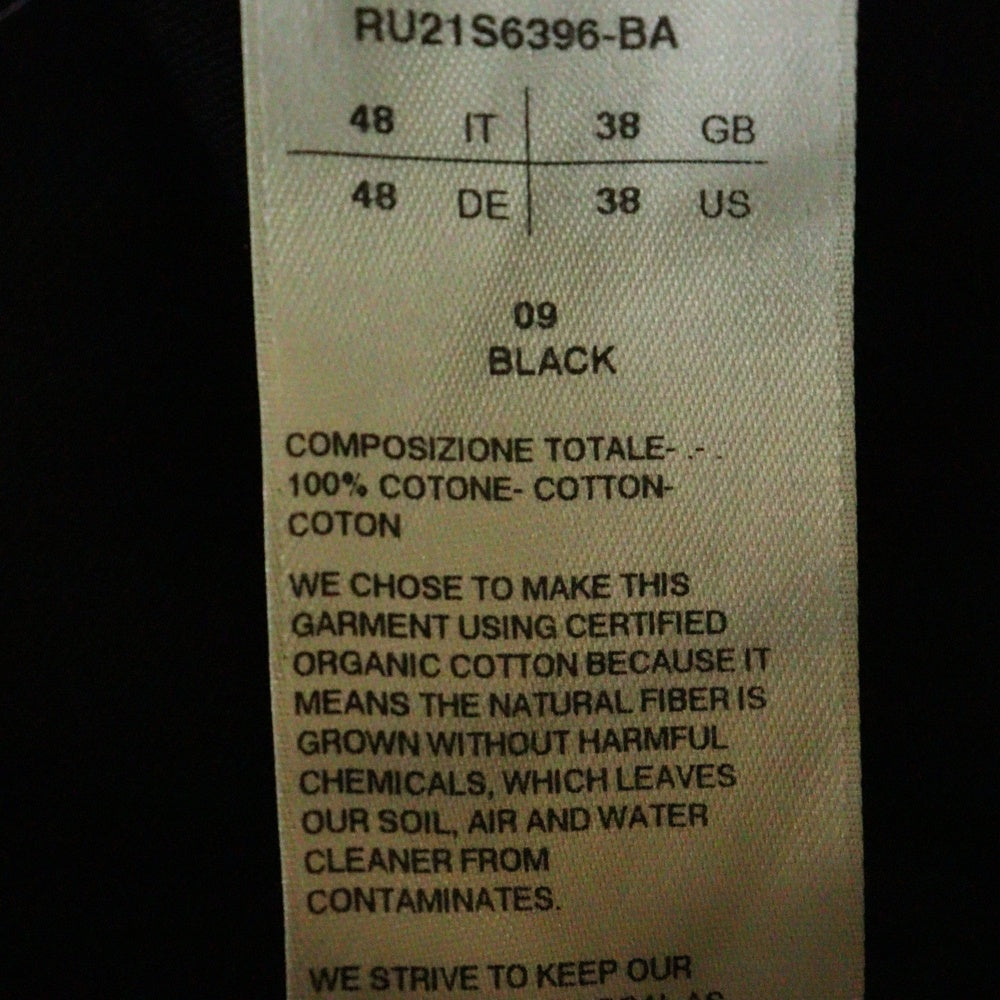 RU21S6396-BA
48 IT 38 GB
48 DE 38 US
09
BLACK
COMPOSIZIONE TOTALE- .- .
100% COTONE- COTTON-
COTON
WE CHOSE TO MAKE THIS
GARMENT USING CERTIFIED
ORGANIC COTTON BECAUSE IT
MEANS THE NATURAL FIBER IS
GROWN WITHOUT HARMFUL
CHEMICALS, WHICH LEAVES
OUR SOIL, AIR AND WATER
CLEANER FROM
CONTAMINATES.
WE STRIVE TO KEEP OUR